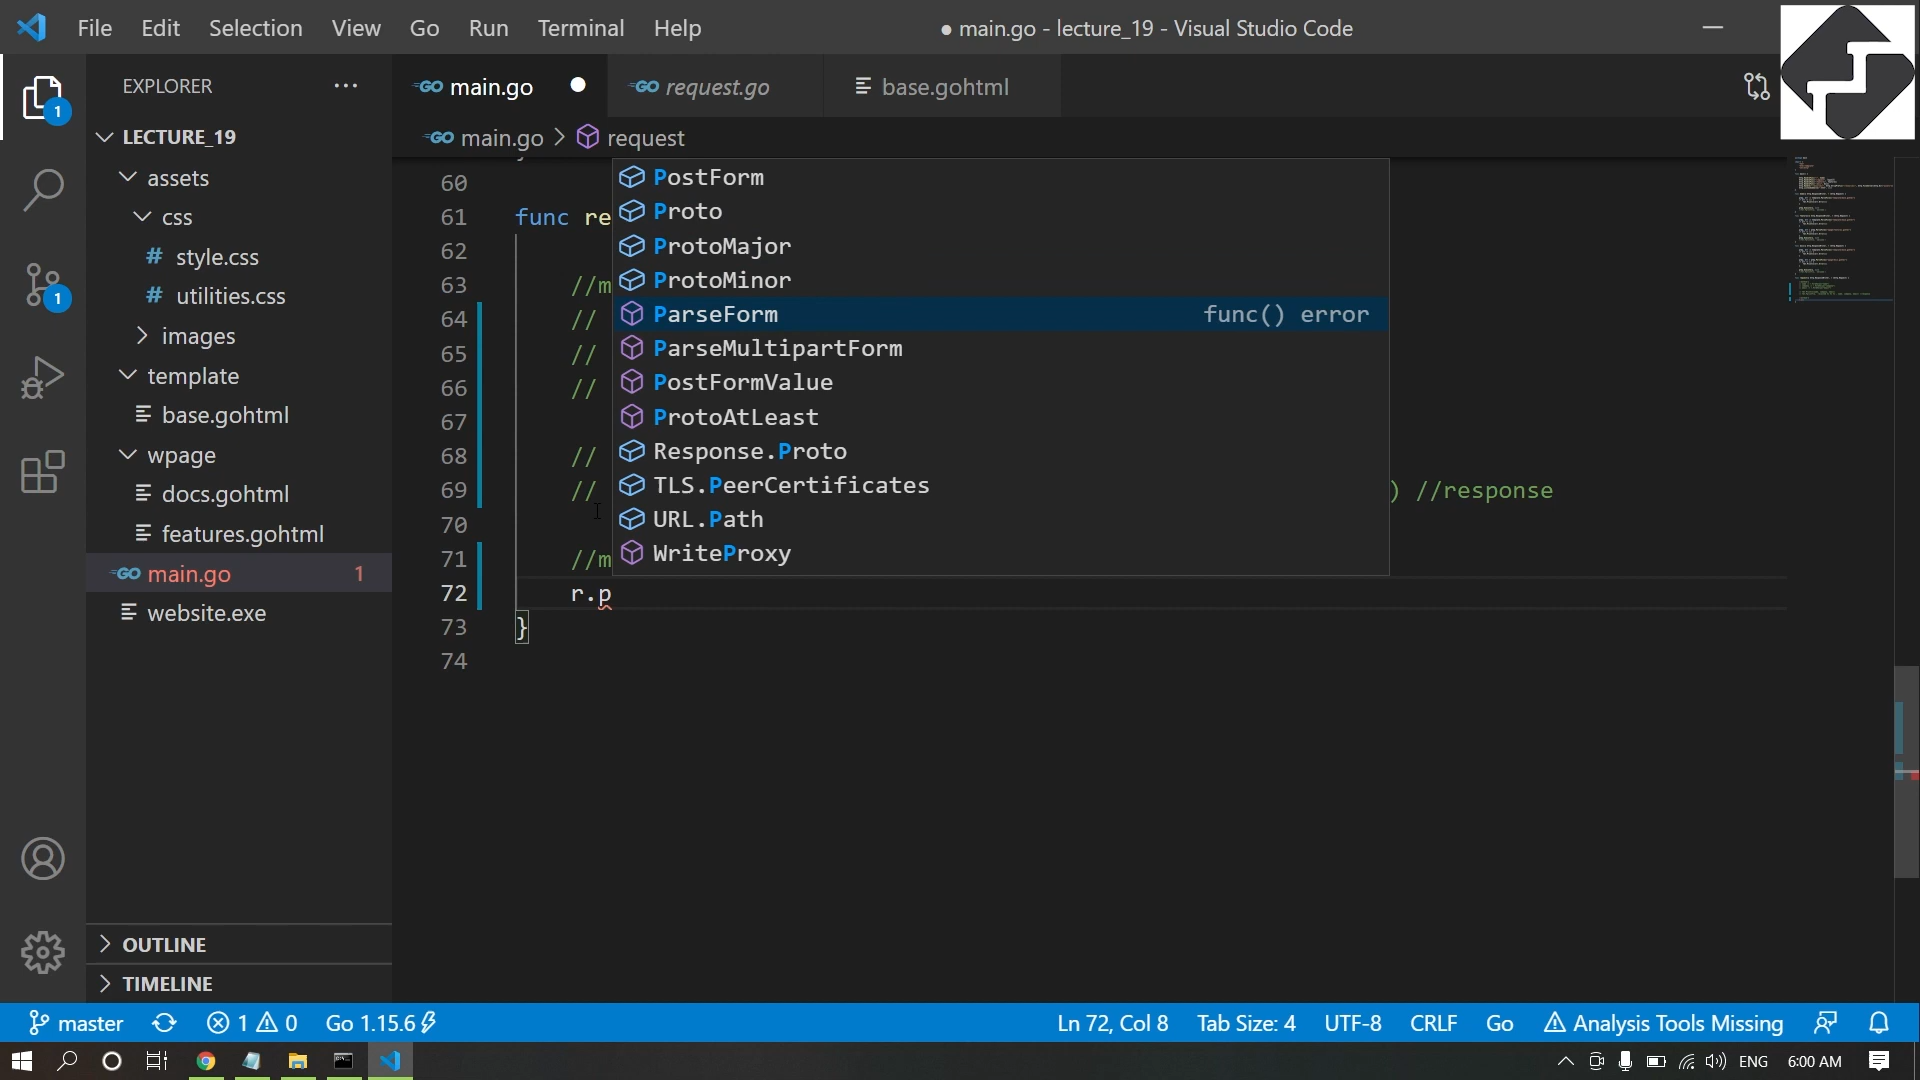 File Edit Selection View Go Run Terminal Help
● main.go - lecture_19 - Visual Studio Code
EXPLORER
main.go
request.go
base.gohtml
main.go > request
LECTURE_19
assets
css
# style.css
# utilities.css
images
template
base.gohtml
wpage
docs.gohtml
features.gohtml
main.go 1
website.exe
OUTLINE
TIMELINE
1
1
60
61 func re
62
63 //m
64 //
65 //
66 //
67
68 //
69 // ) //response
70
71 //m
72 r.p
73 }
74
PostForm
Proto
ProtoMajor
ProtoMinor
ParseForm func() error
ParseMultipartForm
PostFormValue
ProtoAtLeast
Response.Proto
TLS.PeerCertificates
URL.Path
WriteProxy
master 1 0 Go 1.15.6
Ln 72, Col 8 Tab Size: 4 UTF-8 CRLF Go Analysis Tools Missing
ENG 6:00 AM